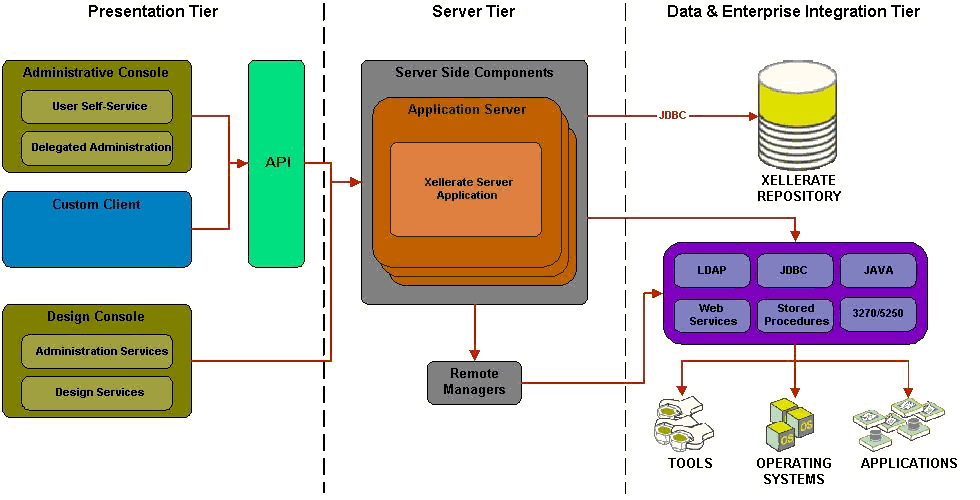 Presentation Tier
Server Tier
Data & Enterprise Integration Tier
Administrative Console
User Self-Service
Delegated Administration
Custom Client
API
Design Console
Administration Services
Design Services
Server Side Components
Application Server
Xellerate Server
Application
Remote
Managers
JDBC
XELLERATE
REPOSITORY
LDAP
JDBC
JAVA
Web
Services
Stored
Procedures
3270/5250
TOOLS
OS
OS
OPERATING
SYSTEMS
APPLICATIONS